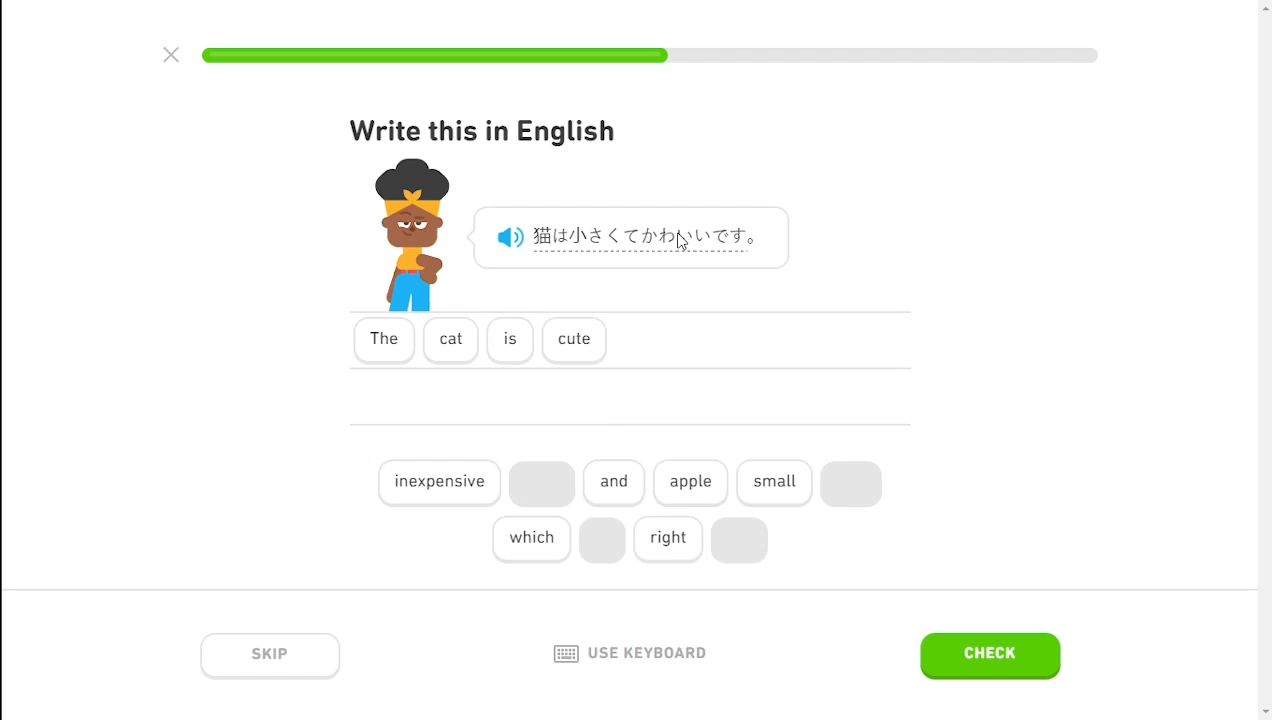 Write this in English
猫は小さくてかわいいです。
The cat is cute
inexpensive and apple small
which right
SKIP USE KEYBOARD CHECK